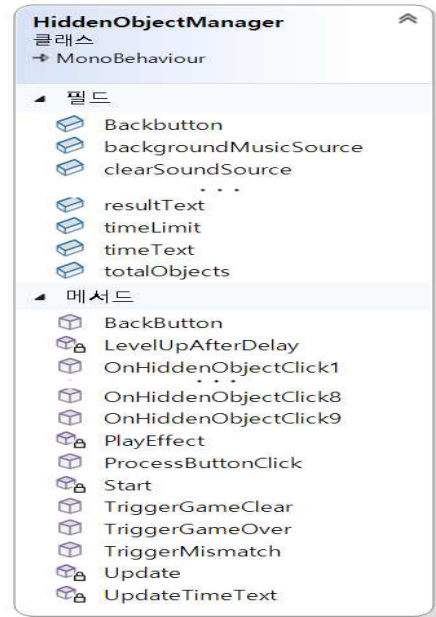 HiddenObjectManager
클래스
MonoBehaviour
필드
Backbutton
backgroundMusicSource
clearSoundSource
...
resultText
timeLimit
timeText
totalObjects
메서드
BackButton
LevelUpAfterDelay
OnHiddenObjectClick1
...
OnHiddenObjectClick8
OnHiddenObjectClick9
PlayEffect
ProcessButtonClick
Start
TriggerGameClear
TriggerGameOver
TriggerMismatch
Update
UpdateTimeText